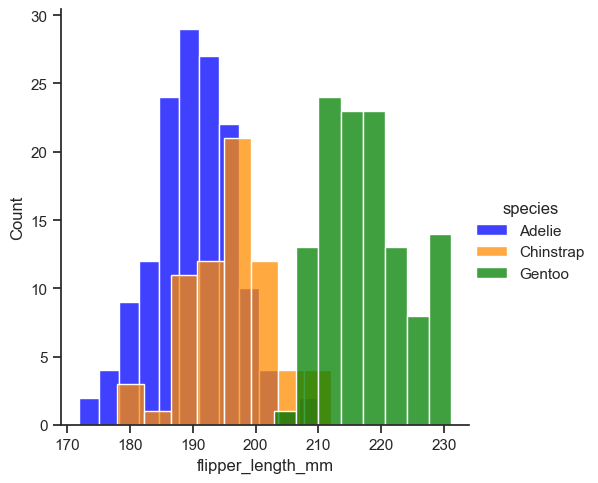 30
25
20
15
10
5
0
Count
170 180 190 200 210 220 230
flipper_length_mm
species
Adelie
Chinstrap
Gentoo